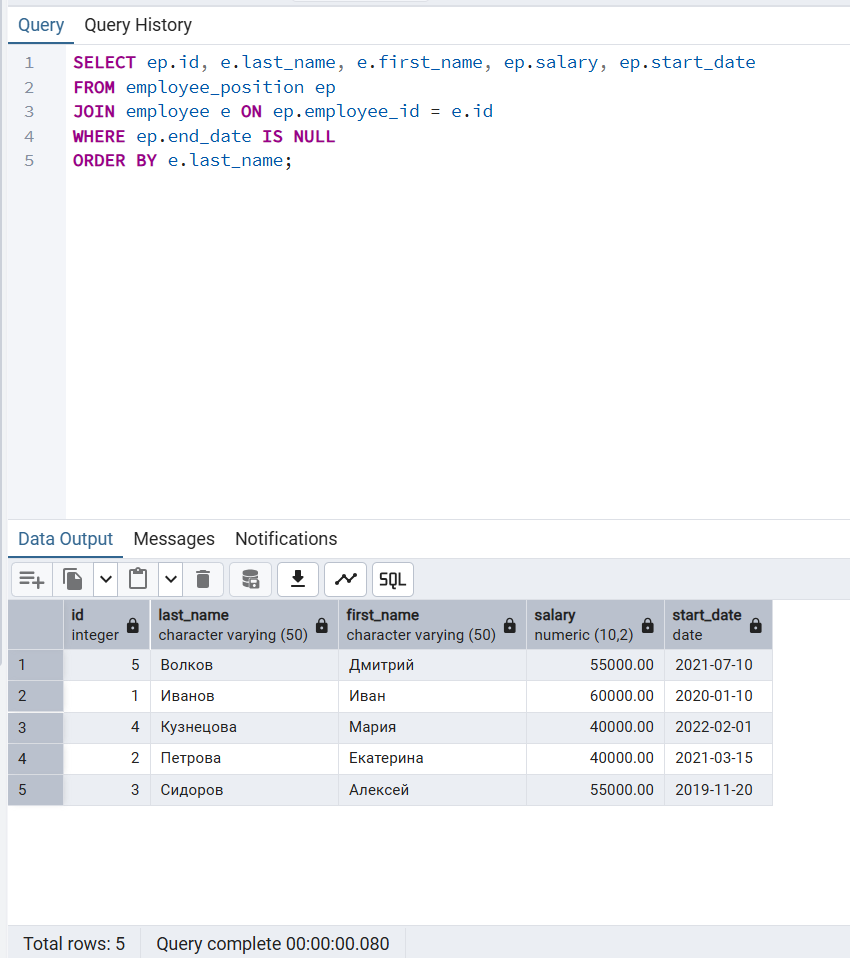 Query Query History
1 SELECT ep.id, e.last_name, e.first_name, ep.salary, ep.start_date
2 FROM employee_position ep
3 JOIN employee e ON ep.employee_id = e.id
4 WHERE ep.end_date IS NULL
5 ORDER BY e.last_name;
Data Output Messages Notifications
SQL
id last_name first_name salary start_date
integer character varying (50) character varying (50) numeric (10,2) date
1 5 Волков Дмитрий 55000.00 2021-07-10
2 1 Иванов Иван 60000.00 2020-01-10
3 4 Кузнецова Мария 40000.00 2022-02-01
4 2 Петрова Екатерина 40000.00 2021-03-15
5 3 Сидоров Алексей 55000.00 2019-11-20
Total rows: 5 Query complete 00:00:00.080